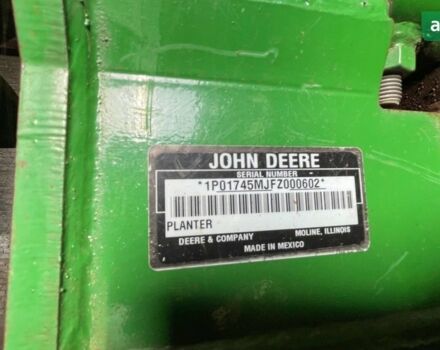 JOHN DEERE
SERIAL NUMBER
*1P01745MJFZ000602*
PLANTER
DEERE & COMPANY MOLINE, ILLINOIS
MADE IN MEXICO